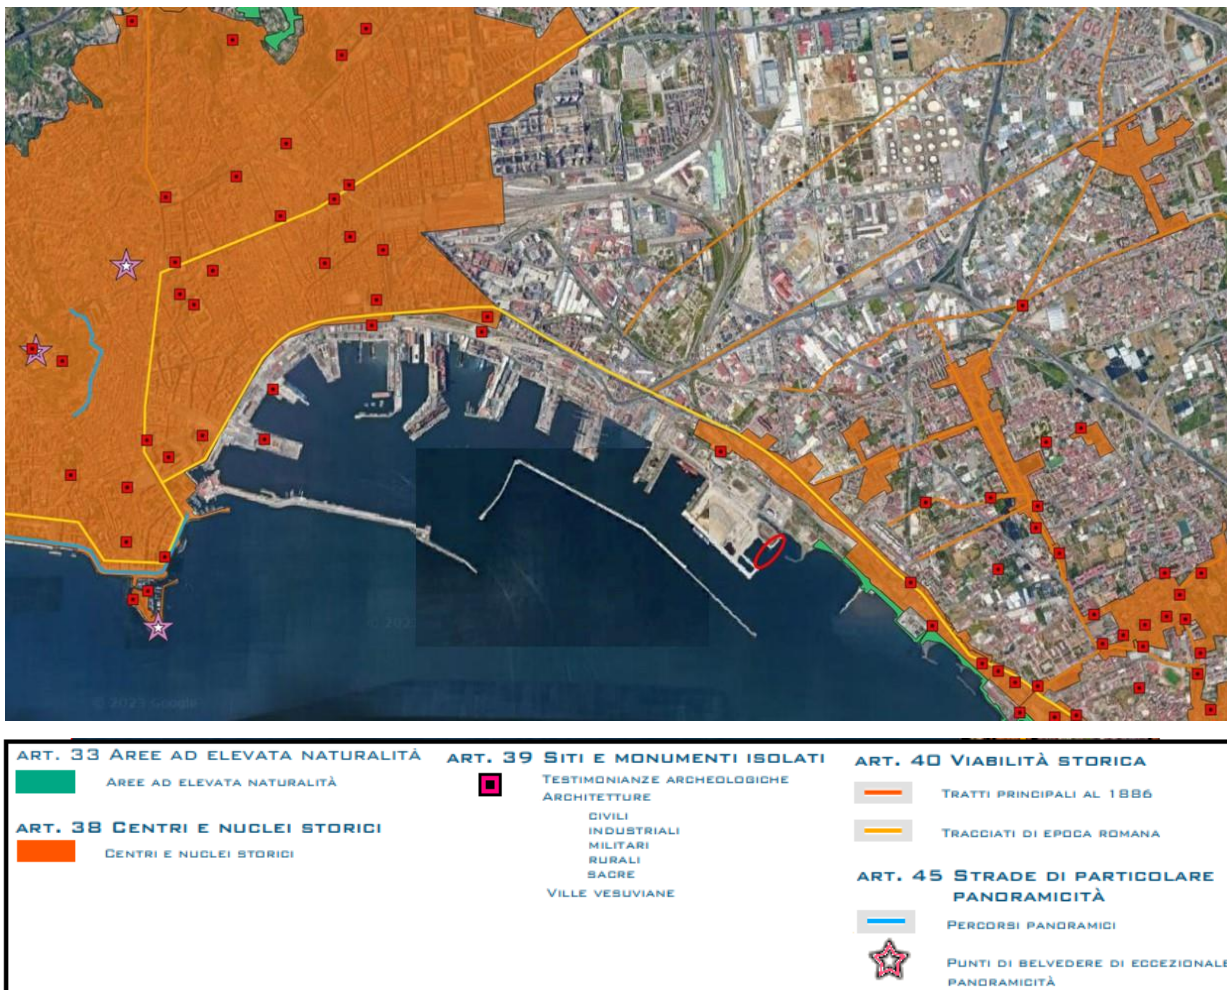 © 2023
© 2023 Google
ART. 33 AREE AD ELEVATA NATURALITÀ
AREE AD ELEVATA NATURALITÀ
ART. 38 CENTRI E NUCLEI STORICI
CENTRI E NUCLEI STORICI
ART. 39 SITI E MONUMENTI ISOLATI
TESTIMONIANZE ARCHEOLOGICHE
ARCHITETTURE
CIVILI
INDUSTRIALI
MILITARI
RURALI
SACRE
VILLE VESUVIANE
ART. 40 VIABILITÀ STORICA
TRATTI PRINCIPALI AL 1886
TRACCIATI DI EPOCA ROMANA
ART. 45 STRADE DI PARTICOLARE
PANORAMICITÀ
PERCORSI PANORAMICI
PUNTI DI BELVEDERE DI ECCEZIONALE
PANORAMICITÀ